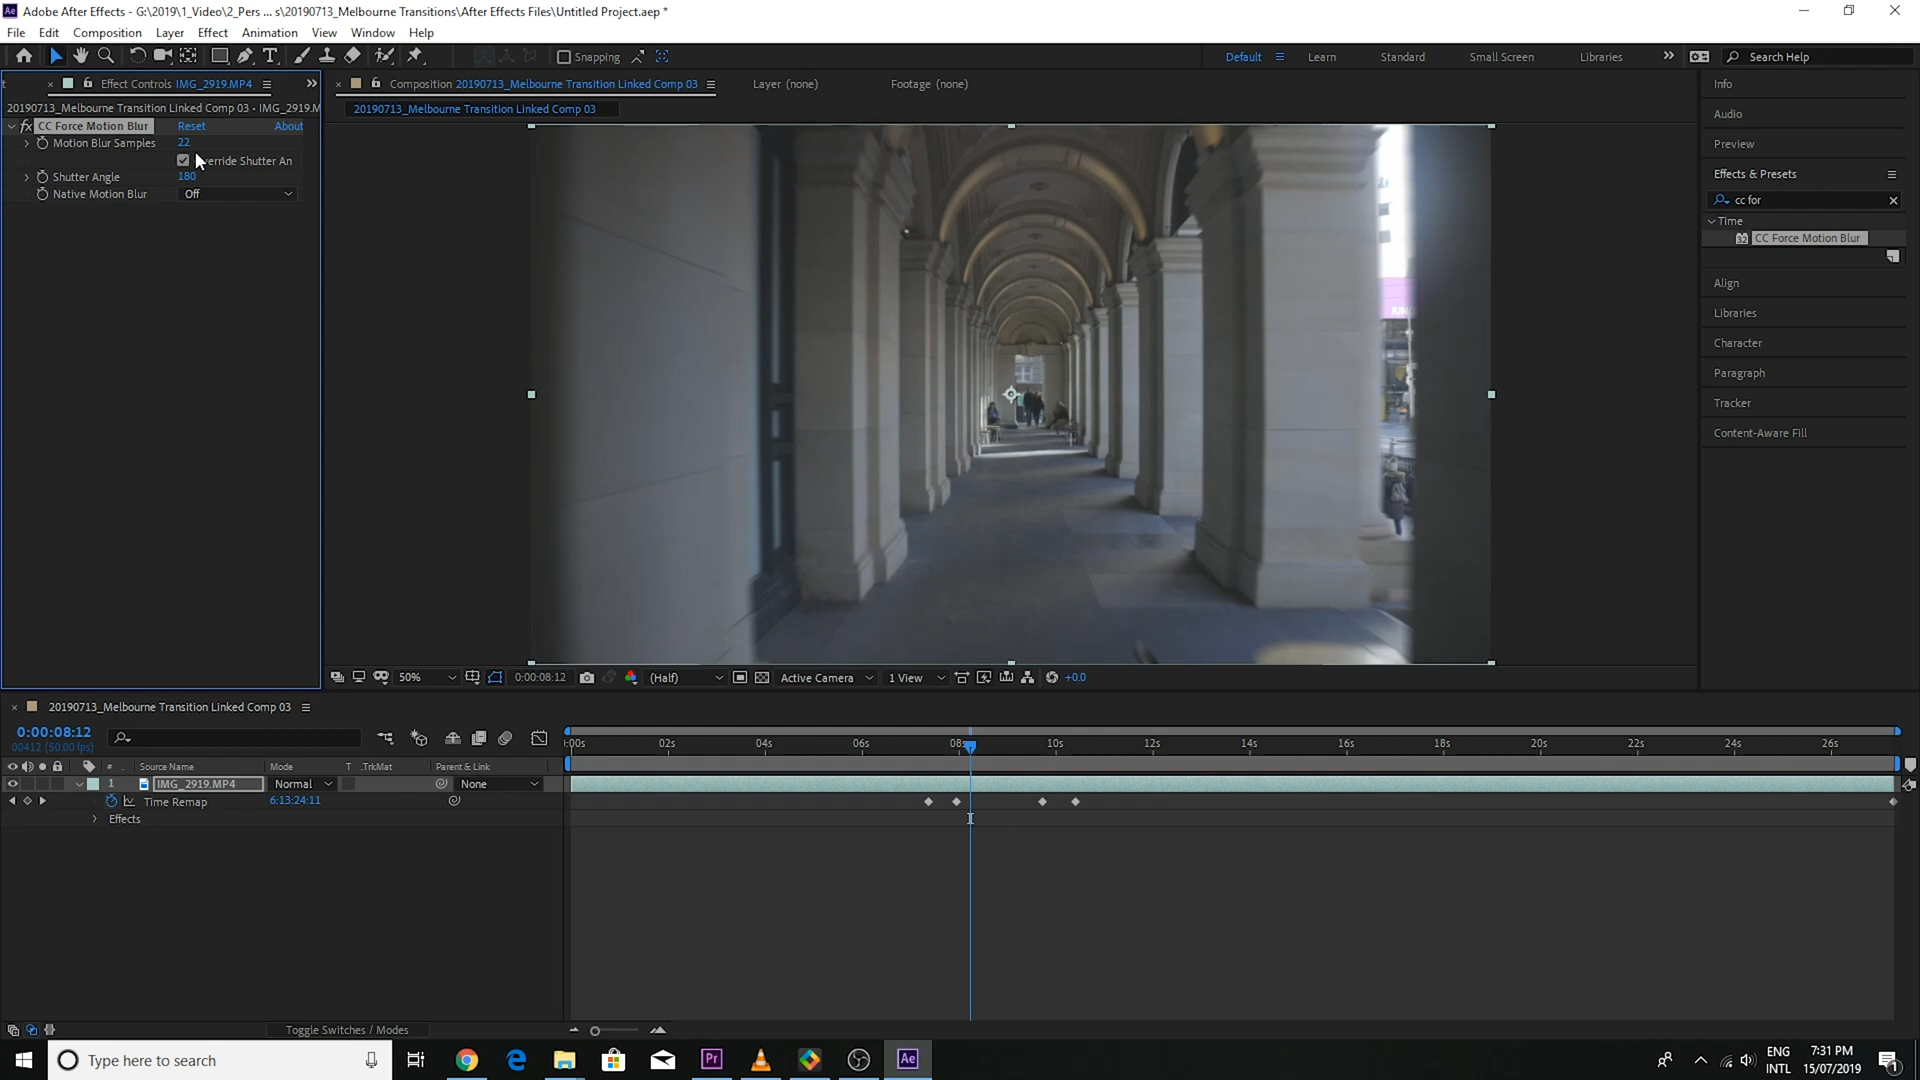 Adobe After Effects - G:\2019\1_Video\2_Pers ... s\20190713_Melbourne Transitions\After Effects Files\Untitled Project.aep *
File Edit Composition Layer Effect Animation View Window Help
Snapping Default Learn Standard Small Screen Libraries Search Help
Effect Controls IMG_2919.MP4
Composition 20190713_Melbourne Transition Linked Comp 03 Layer (none) Footage (none)
20190713_Melbourne Transition Linked Comp 03 • IMG_2919.M
20190713_Melbourne Transition Linked Comp 03
fx CC Force Motion Blur Reset About
Motion Blur Samples 22
erride Shutter An
Shutter Angle 180
Native Motion Blur Off
Info
Audio
Preview
Effects & Presets
cc for
Time
32 CC Force Motion Blur
Align
Libraries
Character
Paragraph
Tracker
Content-Aware Fill
50% 0:00:08:12 (Half) Active Camera 1 View +0.0
20190713_Melbourne Transition Linked Comp 03
0:00:08:12
00412 (50.00 fps)
:00s 02s 04s 06s 08s 10s 12s 14s 16s 18s 20s 22s 24s 26s
# Source Name Mode T .TrkMat Parent & Link
1 IMG_2919.MP4 Normal None
Time Remap 6:13:24:11
Effects
Toggle Switches / Modes
Type here to search
Pr Ae
ENG INTL
7:31 PM
15/07/2019
1